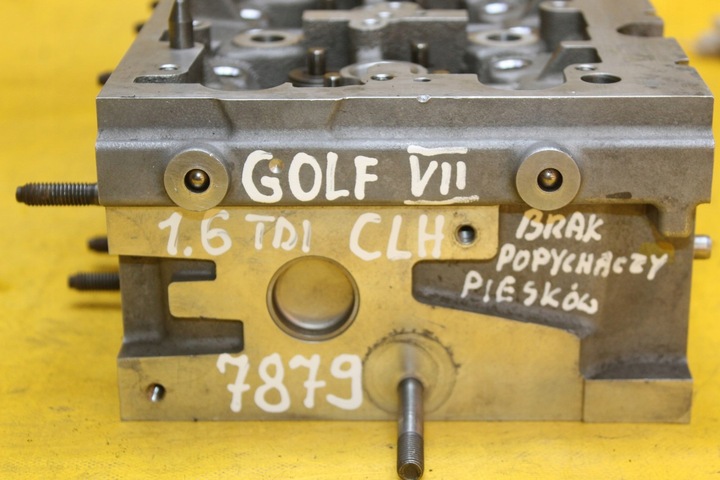 GOLF VII
1.6 TDI CLH
BRAK
POPYCHACZY
PIESKÓW
7879